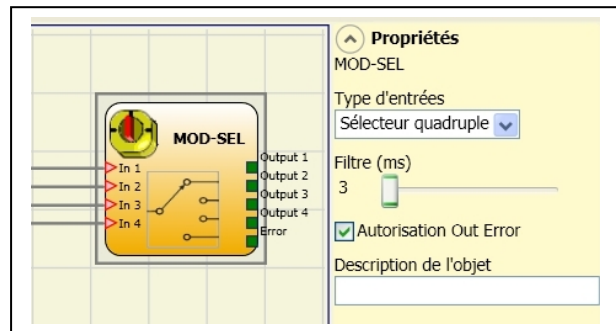 MOD-SEL
In 1
In 2
In 3
In 4
Output 1
Output 2
Output 3
Output 4
Error
Propriétés
MOD-SEL
Type d'entrées
Sélecteur quadruple
Filtre (ms)
3
Autorisation Out Error
Description de l'objet